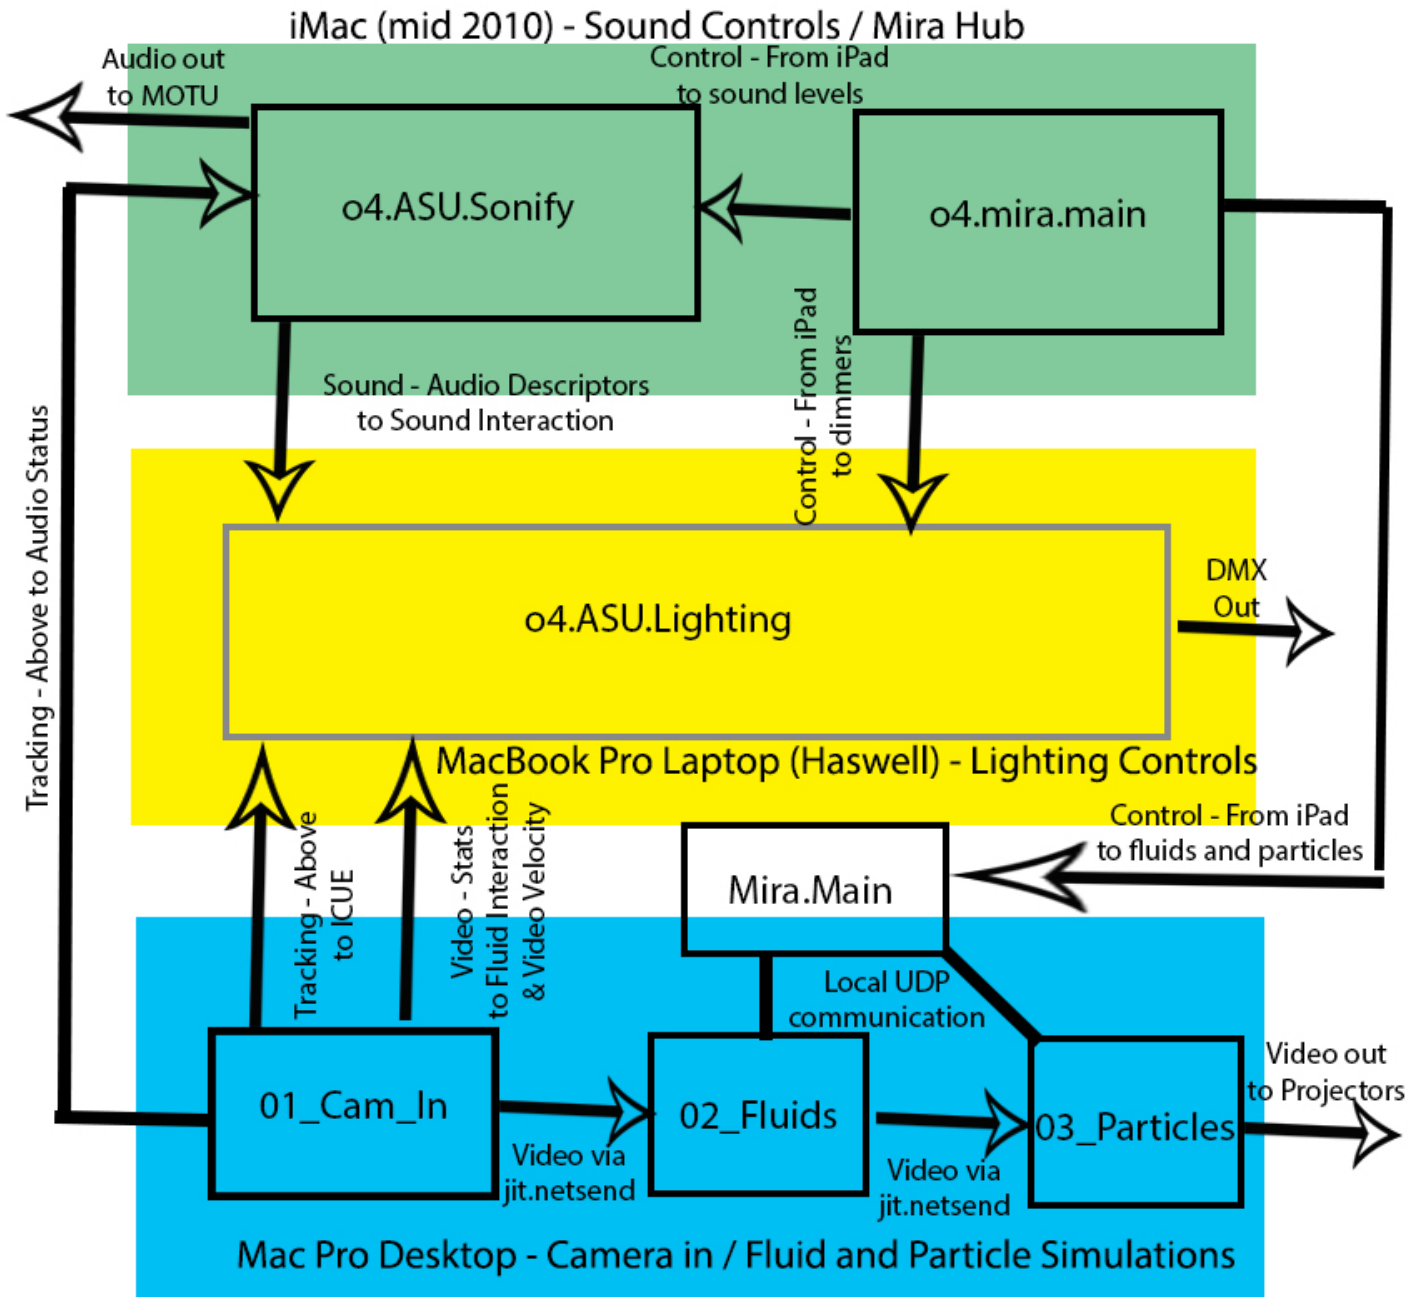 iMac (mid 2010) - Sound Controls / Mira Hub
Audio out
to MOTU
Control - From iPad
to sound levels
o4.ASU.Sonify
o4.mira.main
Sound - Audio Descriptors
to Sound Interaction
Control - From iPad
to dimmers
Tracking - Above to Audio Status
o4.ASU.Lighting
DMX
Out
MacBook Pro Laptop (Haswell) - Lighting Controls
Tracking - Above
to ICUE
Video - Stats
to Fluid Interaction
& Video Velocity
Control - From iPad
to fluids and particles
Mira.Main
Local UDP
communication
01_Cam_In
Video via
jit.netsend
02_Fluids
Video via
jit.netsend
03_Particles
Video out
to Projectors
Mac Pro Desktop - Camera in / Fluid and Particle Simulations